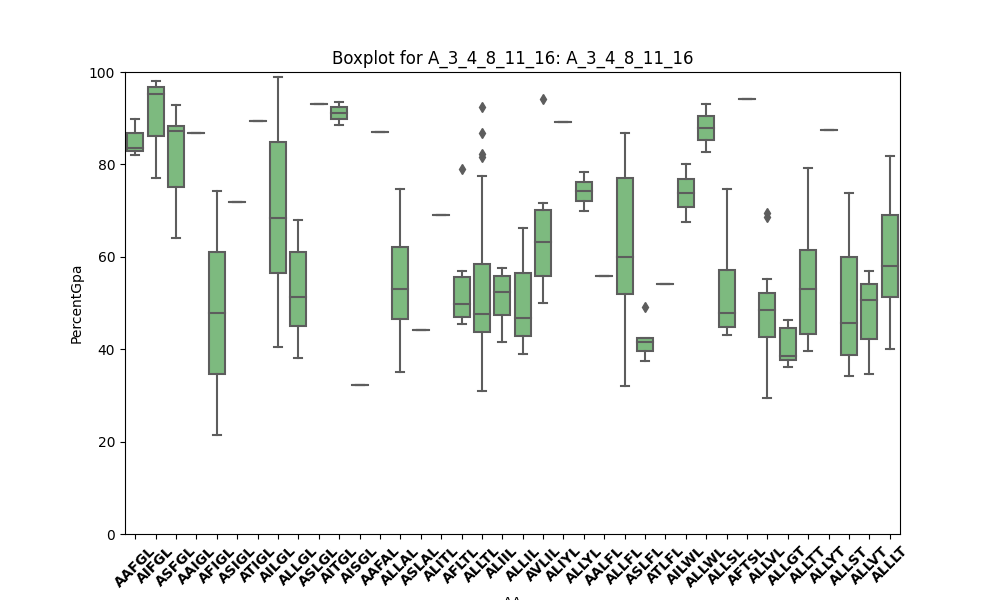 Boxplot for A_3_4_8_11_16: A_3_4_8_11_16
100
80
60
40
20
0
PercentGpa
AAFGL AIFGL ASFGL AAIGL AFIGL ASIGL ATIGL AILGL ALLGL ASLGL AITGL AISGL AAFAL ALLAL ASLAL ALITL AFLTL ALLTL ALIIL ALLIL AVLIL ALIYL ALLYL AALFL ALLFL ASLFL ATLFL AILWL ALLWL ALLSL AFTSL ALLVL ALLGT ALLTT ALLYT ALLST ALLVT ALLLT